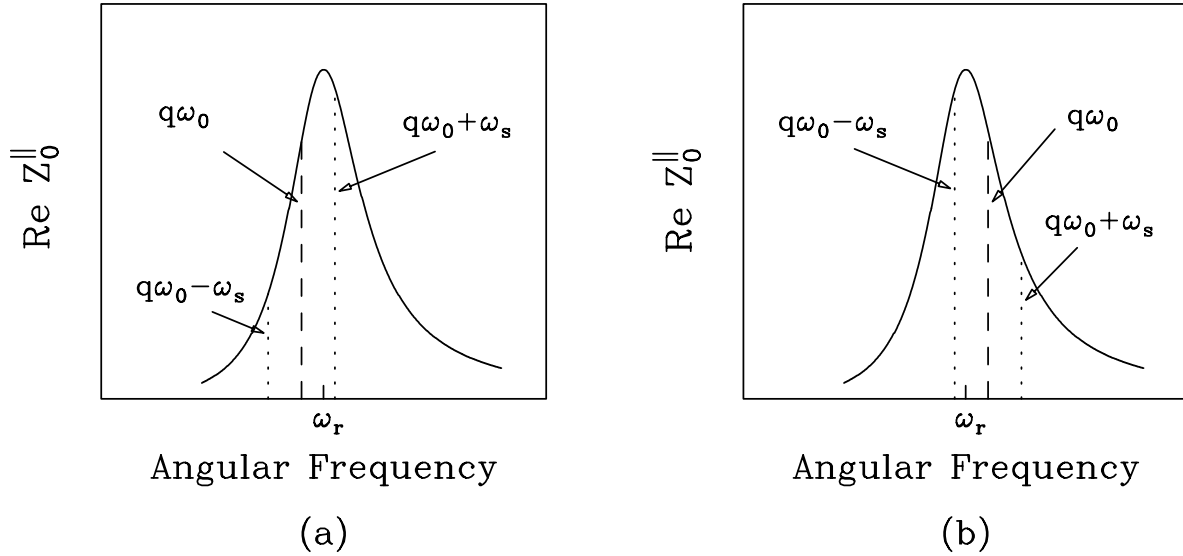 Re Z₀∥
qω₀
qω₀+ωₛ
qω₀−ωₛ
ωᵣ
Angular Frequency
(a)
Re Z₀∥
qω₀−ωₛ
qω₀
qω₀+ωₛ
ωᵣ
Angular Frequency
(b)